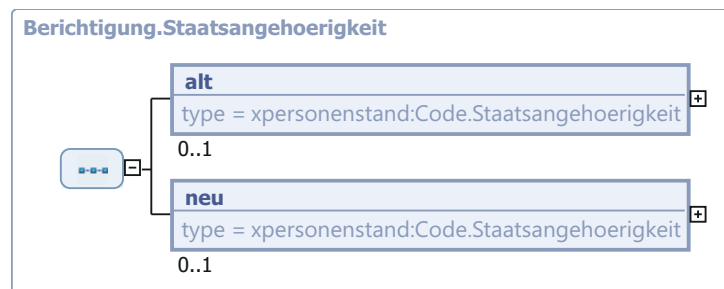 Berichtigung.Staatsangehoerigkeit
alt
type = xpersonenstand:Code.Staatsangehoerigkeit
0..1
neu
type = xpersonenstand:Code.Staatsangehoerigkeit
0..1